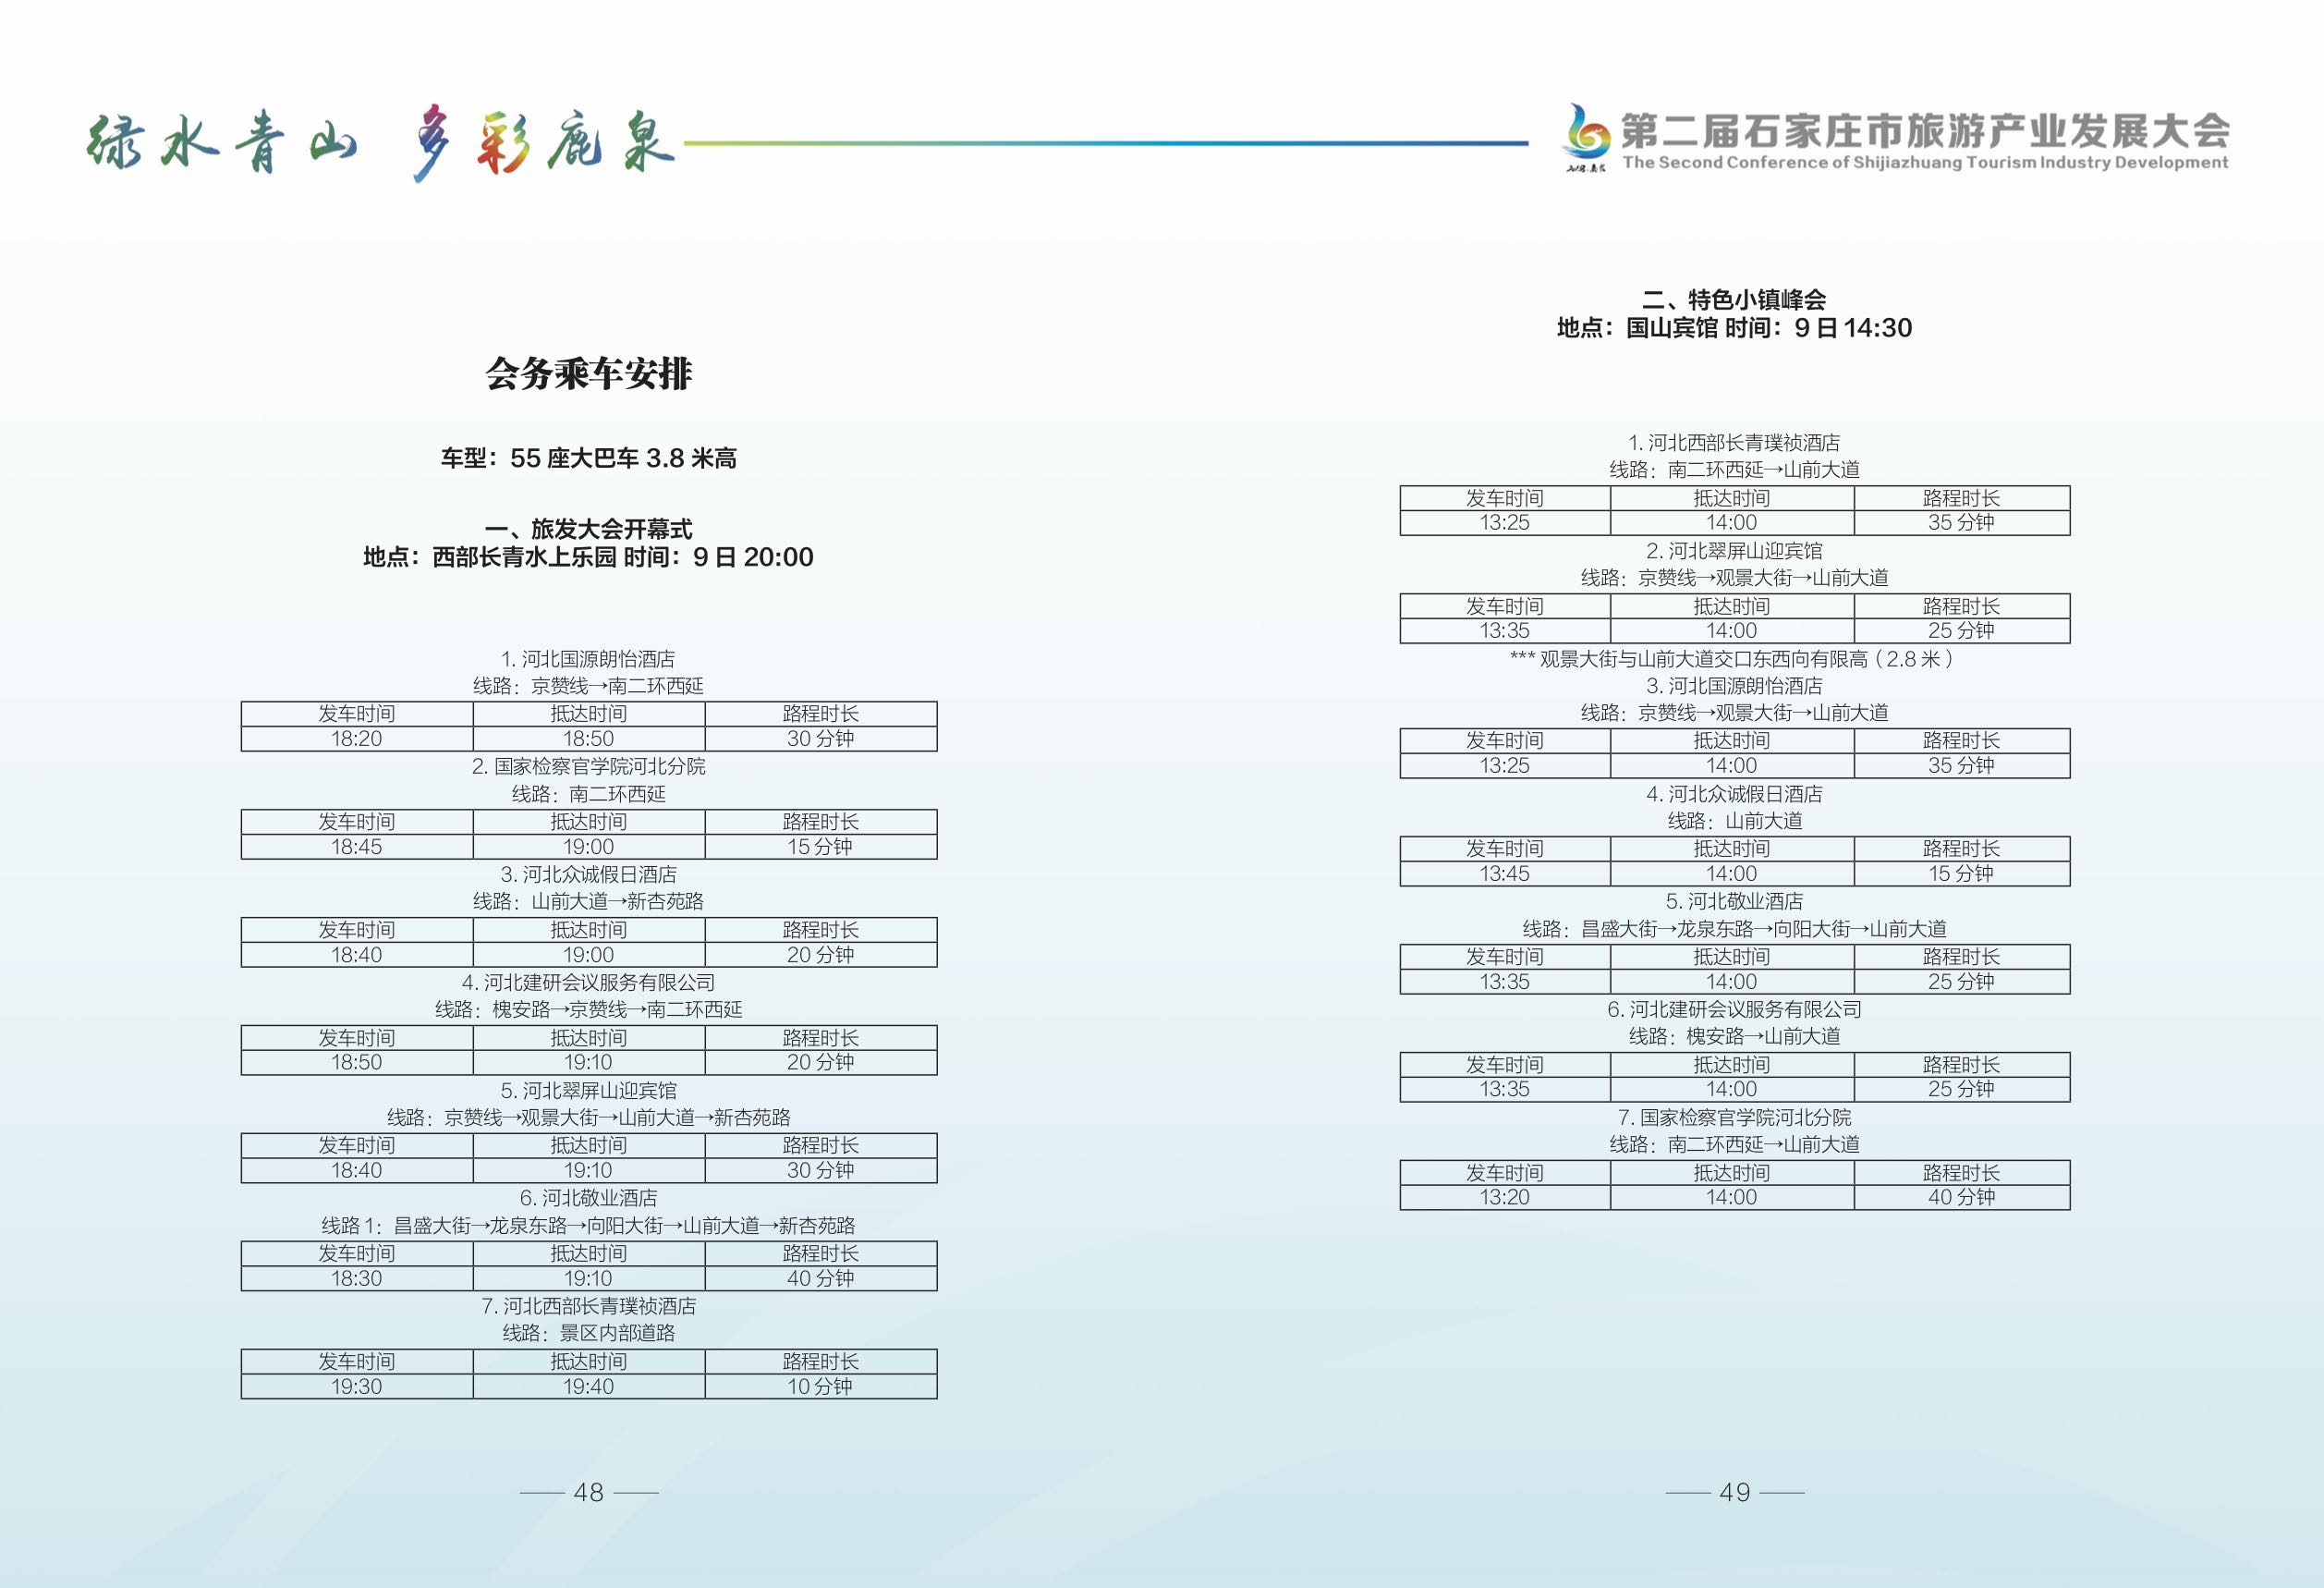 绿水青山 多彩鹿泉
第二届石家庄市旅游产业发展大会
The Second Conference of Shijiazhuang Tourism Industry Development
会务乘车安排
车型：55 座大巴车 3.8 米高
一、旅发大会开幕式
地点：西部长青水上乐园 时间：9 日 20:00
1. 河北国源朗怡酒店
线路：京赞线→南二环西延
发车时间 抵达时间 路程时长
18:20 18:50 30 分钟
2. 国家检察官学院河北分院
线路：南二环西延
发车时间 抵达时间 路程时长
18:45 19:00 15 分钟
3. 河北众诚假日酒店
线路：山前大道→新杏苑路
发车时间 抵达时间 路程时长
18:40 19:00 20 分钟
4. 河北建研会议服务有限公司
线路：槐安路→京赞线→南二环西延
发车时间 抵达时间 路程时长
18:50 19:10 20 分钟
5. 河北翠屏山迎宾馆
线路：京赞线→观景大街→山前大道→新杏苑路
发车时间 抵达时间 路程时长
18:40 19:10 30 分钟
6. 河北敬业酒店
线路 1：昌盛大街→龙泉东路→向阳大街→山前大道→新杏苑路
发车时间 抵达时间 路程时长
18:30 19:10 40 分钟
7. 河北西部长青璞祯酒店
线路：景区内部道路
发车时间 抵达时间 路程时长
19:30 19:40 10 分钟
48
二、特色小镇峰会
地点：国山宾馆 时间：9 日 14:30
1. 河北西部长青璞祯酒店
线路：南二环西延→山前大道
发车时间 抵达时间 路程时长
13:25 14:00 35 分钟
2. 河北翠屏山迎宾馆
线路：京赞线→观景大街→山前大道
发车时间 抵达时间 路程时长
13:35 14:00 25 分钟
*** 观景大街与山前大道交口东西向有限高（2.8 米）
3. 河北国源朗怡酒店
线路：京赞线→观景大街→山前大道
发车时间 抵达时间 路程时长
13:25 14:00 35 分钟
4. 河北众诚假日酒店
线路：山前大道
发车时间 抵达时间 路程时长
13:45 14:00 15 分钟
5. 河北敬业酒店
线路：昌盛大街→龙泉东路→向阳大街→山前大道
发车时间 抵达时间 路程时长
13:35 14:00 25 分钟
6. 河北建研会议服务有限公司
线路：槐安路→山前大道
发车时间 抵达时间 路程时长
13:35 14:00 25 分钟
7. 国家检察官学院河北分院
线路：南二环西延→山前大道
发车时间 抵达时间 路程时长
13:20 14:00 40 分钟
49